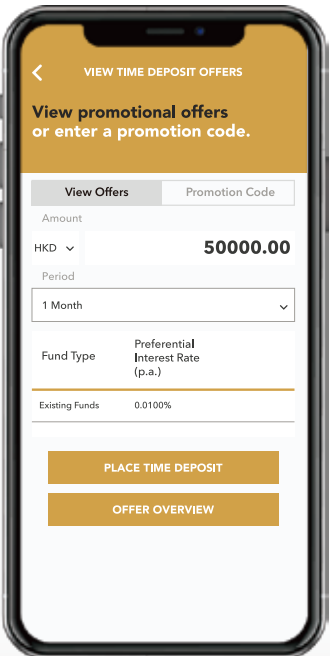 VIEW TIME DEPOSIT OFFERS
View promotional offers
or enter a promotion code.
View Offers Promotion Code
Amount
HKD 50000.00
Period
1 Month
Fund Type Preferential
Interest Rate
(p.a.)
Existing Funds 0.0100%
PLACE TIME DEPOSIT
OFFER OVERVIEW